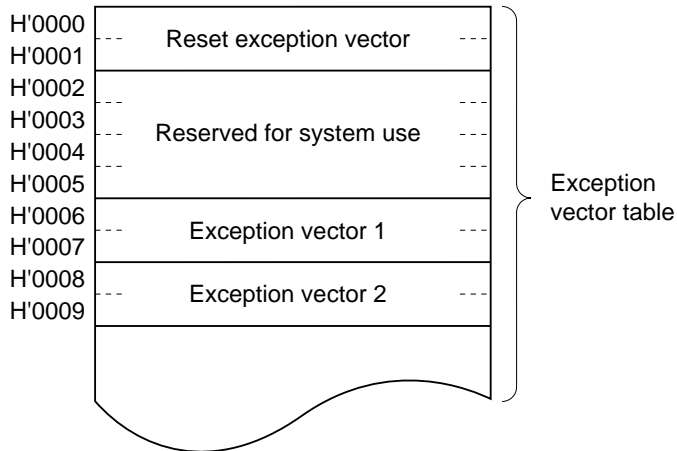 H'0000
Reset exception vector
H'0001
H'0002
H'0003
Reserved for system use
H'0004
H'0005
H'0006
Exception vector 1
H'0007
H'0008
Exception vector 2
H'0009
Exception
vector table